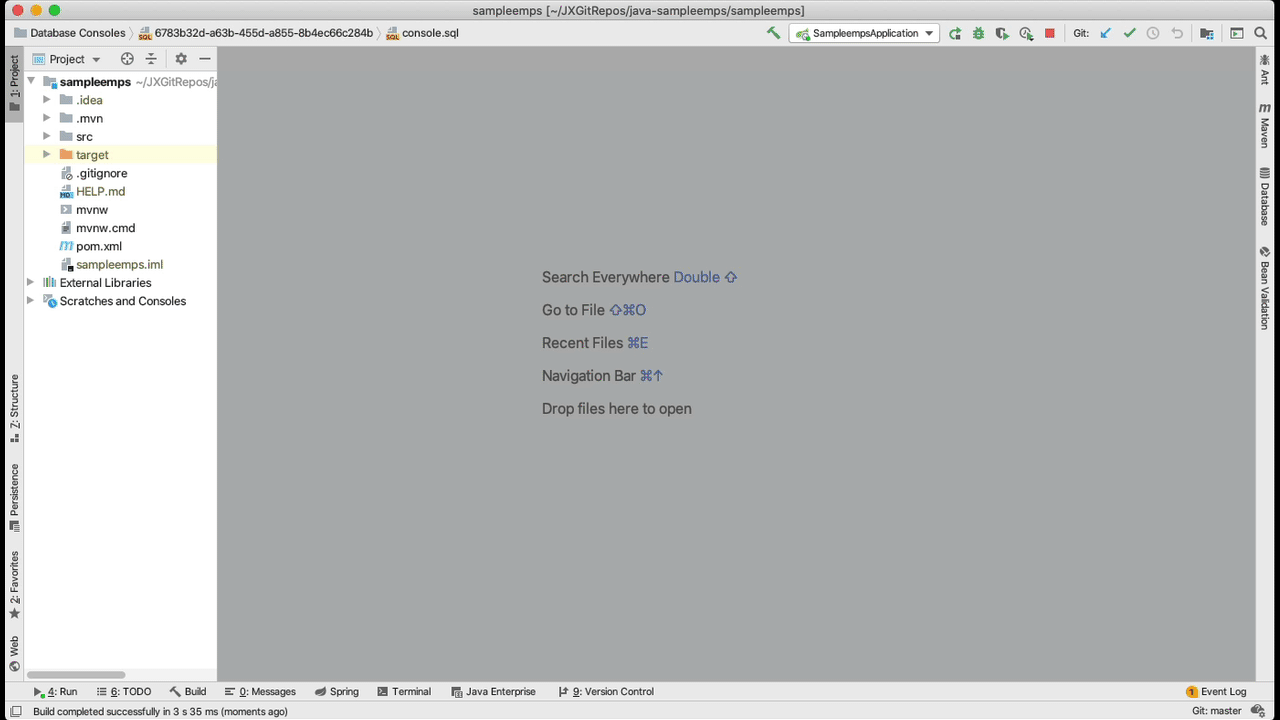 sampleemps [~/JXGitRepos/java-sampleemps/sampleemps]
Database Consoles 6783b32d-a63b-455d-a855-8b4ec66c284b console.sql SampleempsApplication Git:
1: Project
Project
sampleemps ~/JXGitRepos/ja
.idea
.mvn
src
target
.gitignore
HELP.md
mvnw
mvnw.cmd
pom.xml
sampleemps.iml
External Libraries
Scratches and Consoles
Search Everywhere Double ⇧
Go to File ⇧⌘O
Recent Files ⌘E
Navigation Bar ⌘↑
Drop files here to open
Ant
Maven
Database
Bean Validation
7: Structure
Persistence
2: Favorites
Web
4: Run 6: TODO Build 0: Messages Spring Terminal Java Enterprise 9: Version Control 1 Event Log
Build completed successfully in 3 s 35 ms (moments ago) Git: master